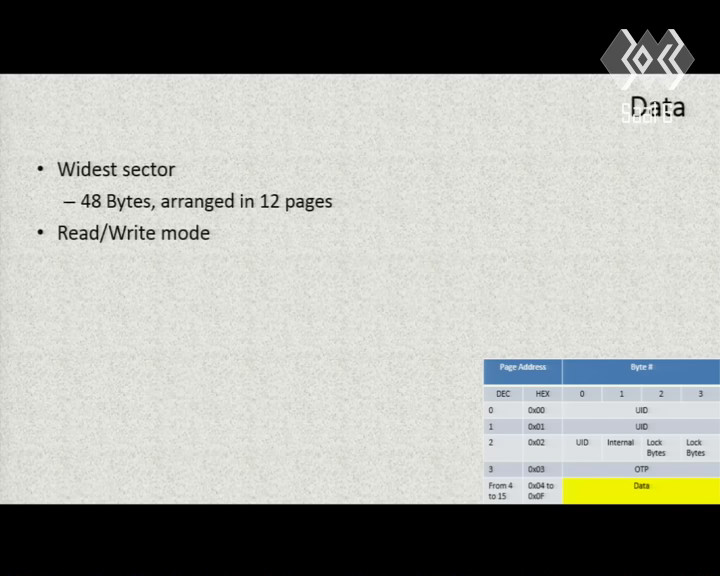 Data
• Widest sector
– 48 Bytes, arranged in 12 pages
• Read/Write mode
Page Address Byte #
DEC HEX 0 1 2 3
0 0x00 UID
1 0x01 UID
2 0x02 UID Internal Lock Bytes Lock Bytes
3 0x03 OTP
From 4 to 15 0x04 to 0x0F Data